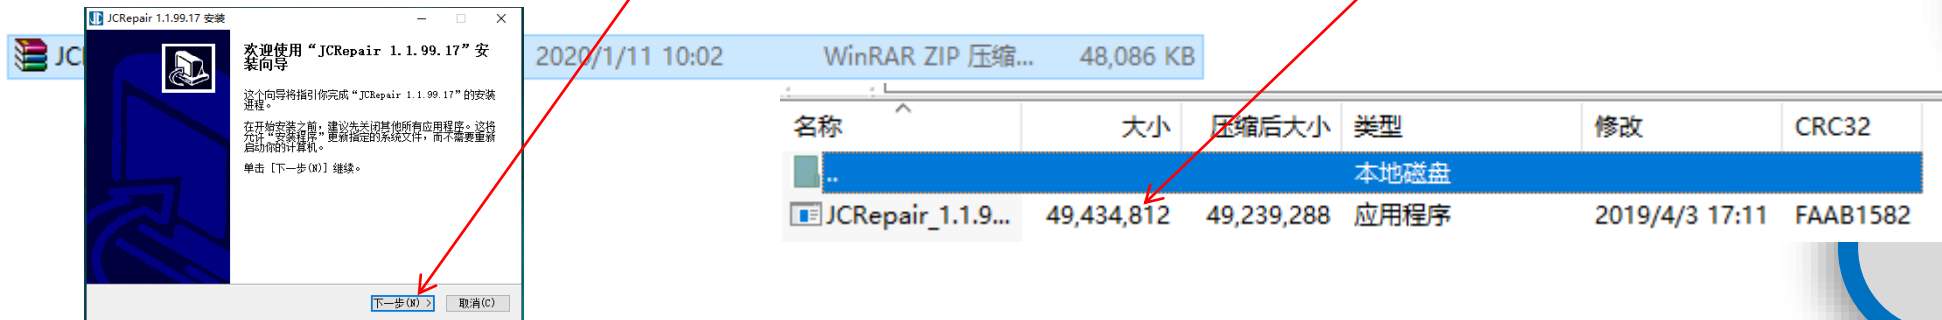 JCRepair 1.1.99.17 安装
欢迎使用“JCRepair 1.1.99.17”安
装向导
这个向导将指引你完成“JCRepair 1.1.99.17”的安装
进程。
在开始安装之前，建议先关闭其他所有应用程序。这将
允许“安装程序”更新指定的系统文件，而不需要重新
启动你的计算机。
单击 [下一步(N)] 继续。
下一步(N) >
取消(C)
JC
2020/1/11 10:02
WinRAR ZIP 压缩...
48,086 KB
名称 大小 压缩后大小 类型 修改 CRC32
.. 本地磁盘
JCRepair_1.1.9... 49,434,812 49,239,288 应用程序 2019/4/3 17:11 FAAB1582